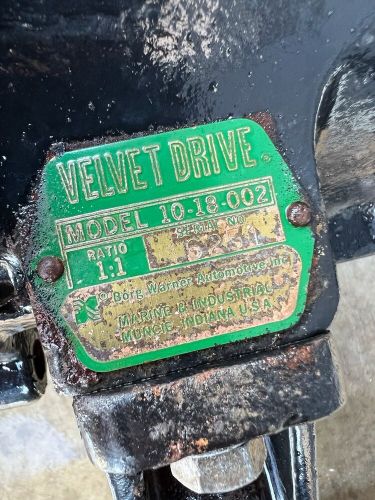 VELVET DRIVE®
MODEL 10-18-002
RATIO SERIAL NO
1:1
© Borg Warner Automotive, Inc
MARINE & INDUSTRIAL
MUNCIE INDIANA U.S.A.